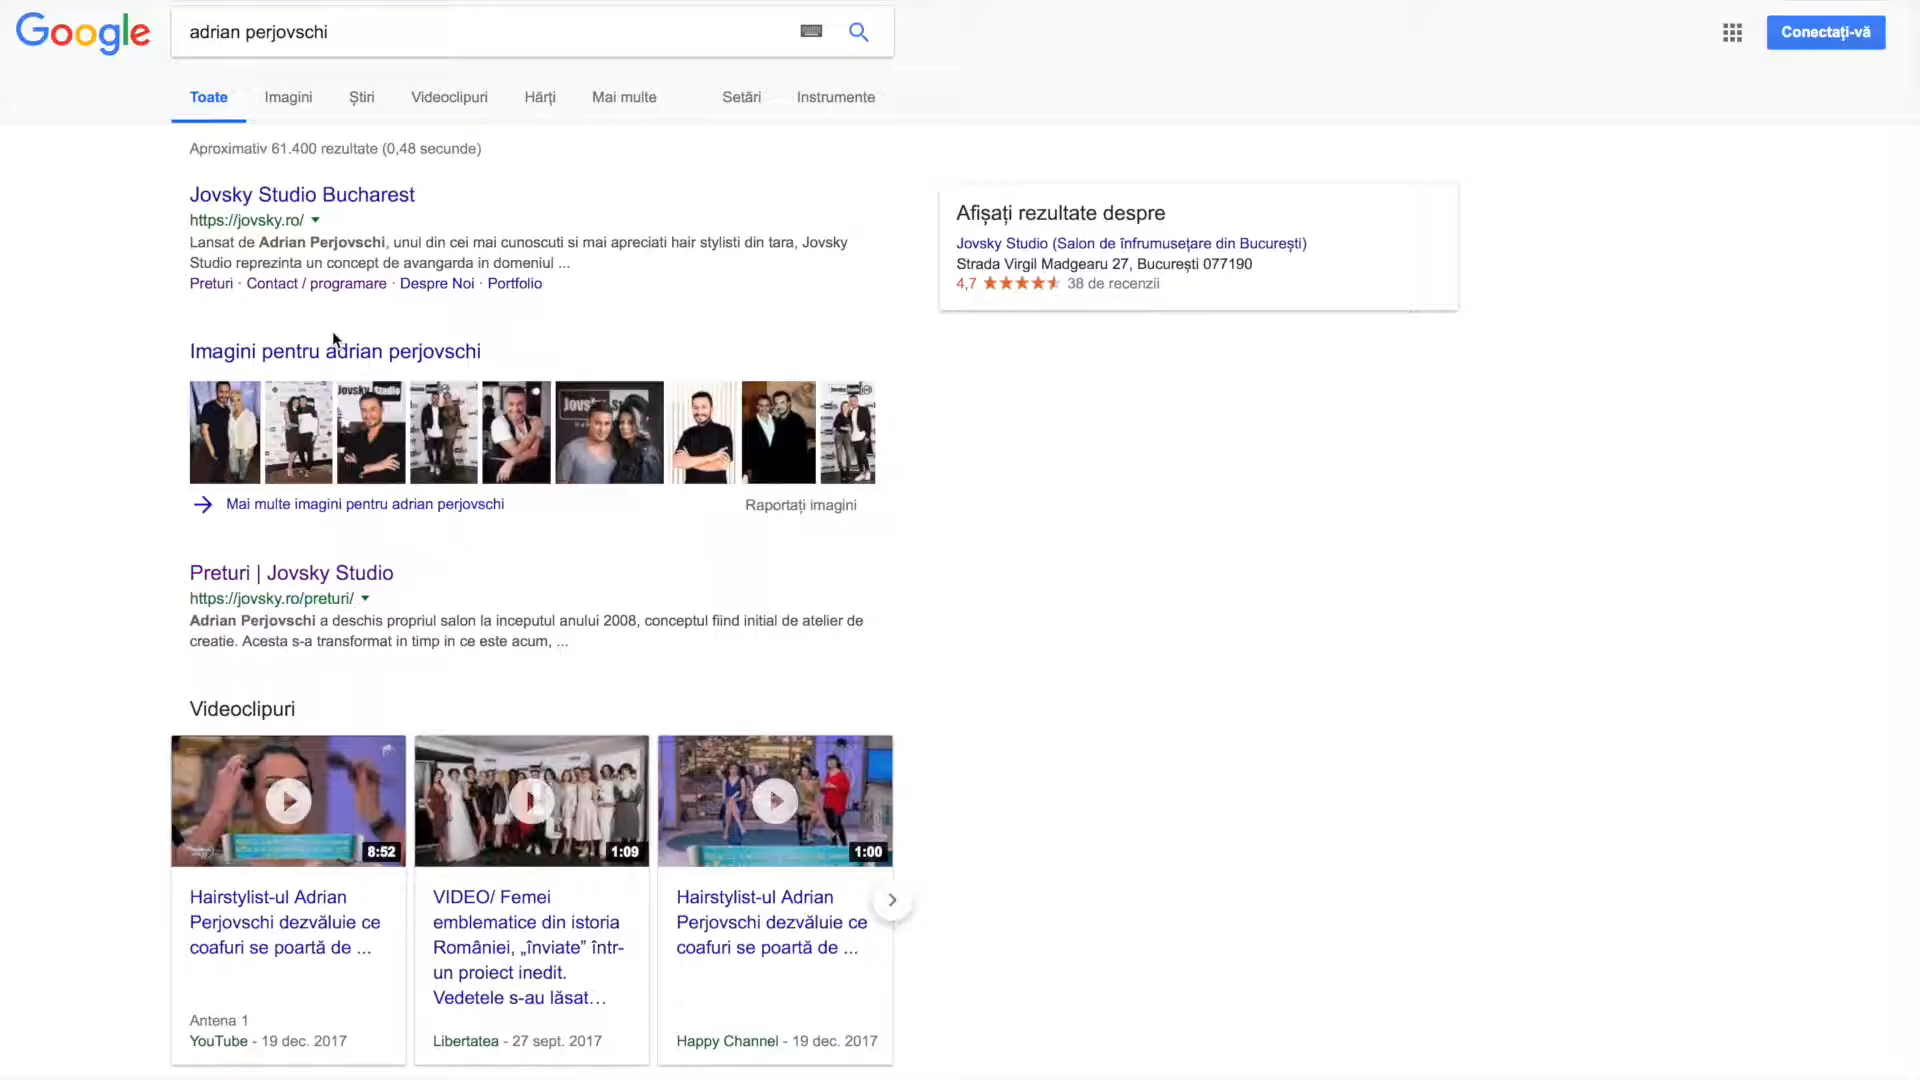 Google
adrian perjovschi
Conectați-vă
Toate Imagini Știri Videoclipuri Hărți Mai multe Setări Instrumente
Aproximativ 61.400 rezultate (0,48 secunde)
Jovsky Studio Bucharest
https://jovsky.ro/
Lansat de Adrian Perjovschi, unul din cei mai cunoscuti si mai apreciati hair stylisti din tara, Jovsky
Studio reprezinta un concept de avangarda in domeniul ...
Preturi · Contact / programare · Despre Noi · Portfolio
Afișați rezultate despre
Jovsky Studio (Salon de înfrumusețare din București)
Strada Virgil Madgearu 27, București 077190
4,7 38 de recenzii
Imagini pentru adrian perjovschi
Jovsky Studio
Mai multe imagini pentru adrian perjovschi
Raportați imagini
Preturi | Jovsky Studio
https://jovsky.ro/preturi/
Adrian Perjovschi a deschis propriul salon la inceputul anului 2008, conceptul fiind initial de atelier de
creatie. Acesta s-a transformat in timp in ce este acum, ...
Videoclipuri
8:52
1:09
1:00
Hairstylist-ul Adrian
Perjovschi dezvăluie ce
coafuri se poartă de ...
Antena 1
YouTube - 19 dec. 2017
VIDEO/ Femei
emblematice din istoria
României, „înviate” într-
un proiect inedit.
Vedetele s-au lăsat…
Libertatea - 27 sept. 2017
Hairstylist-ul Adrian
Perjovschi dezvăluie ce
coafuri se poartă de ...
Happy Channel - 19 dec. 2017